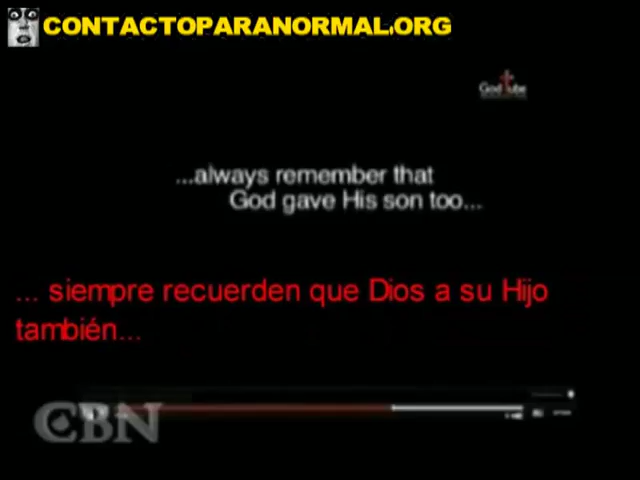 CONTACTOPARANORMAL.ORG
GodTube
...always remember that
God gave His son too...
... siempre recuerden que Dios a su Hijo
también...
CBN